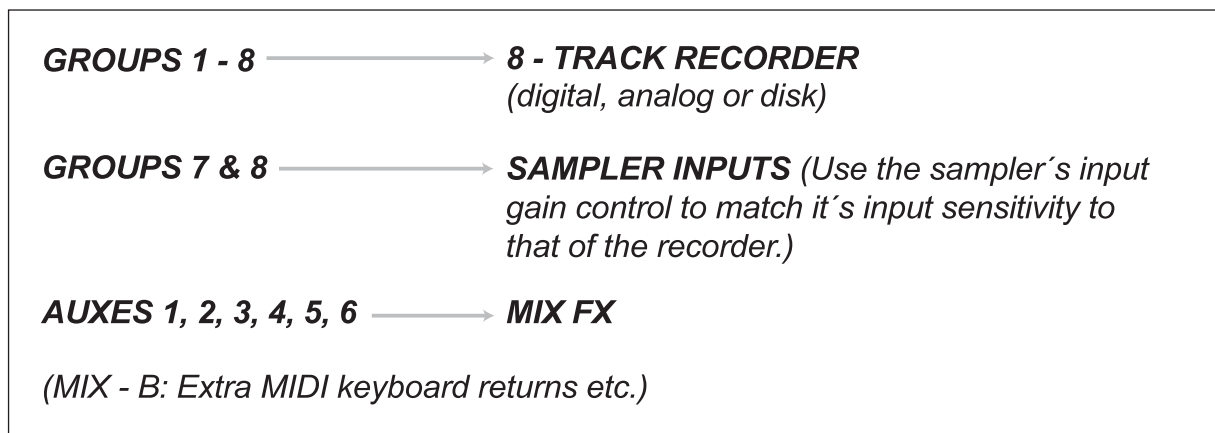 GROUPS 1 - 8 8 - TRACK RECORDER
(digital, analog or disk)
GROUPS 7 & 8 SAMPLER INPUTS (Use the sampler´s input
gain control to match it´s input sensitivity to
that of the recorder.)
AUXES 1, 2, 3, 4, 5, 6 MIX FX
(MIX - B: Extra MIDI keyboard returns etc.)